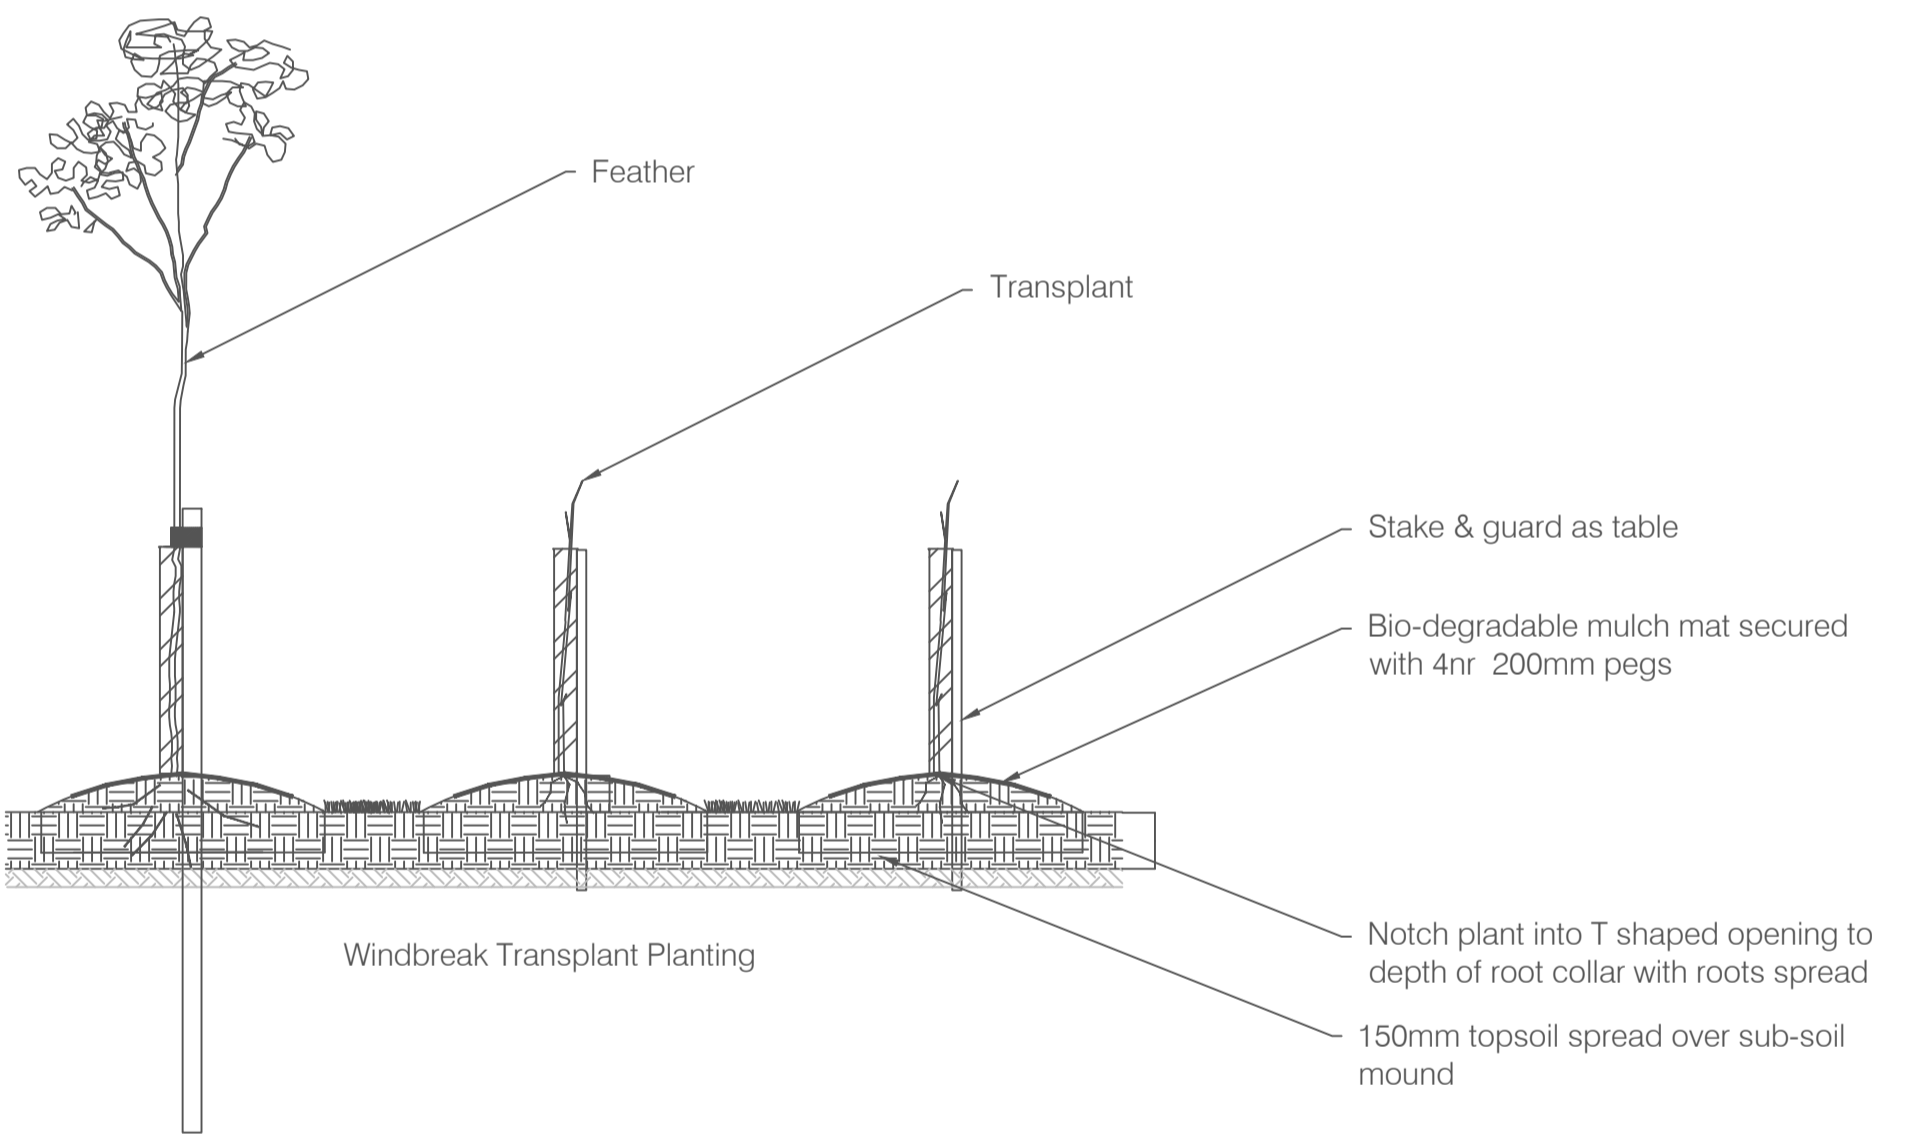 Feather
Transplant
Stake & guard as table
Bio-degradable mulch mat secured
with 4nr  200mm pegs
Notch plant into T shaped opening to
depth of root collar with roots spread
Windbreak Transplant Planting
150mm topsoil spread over sub-soil
mound